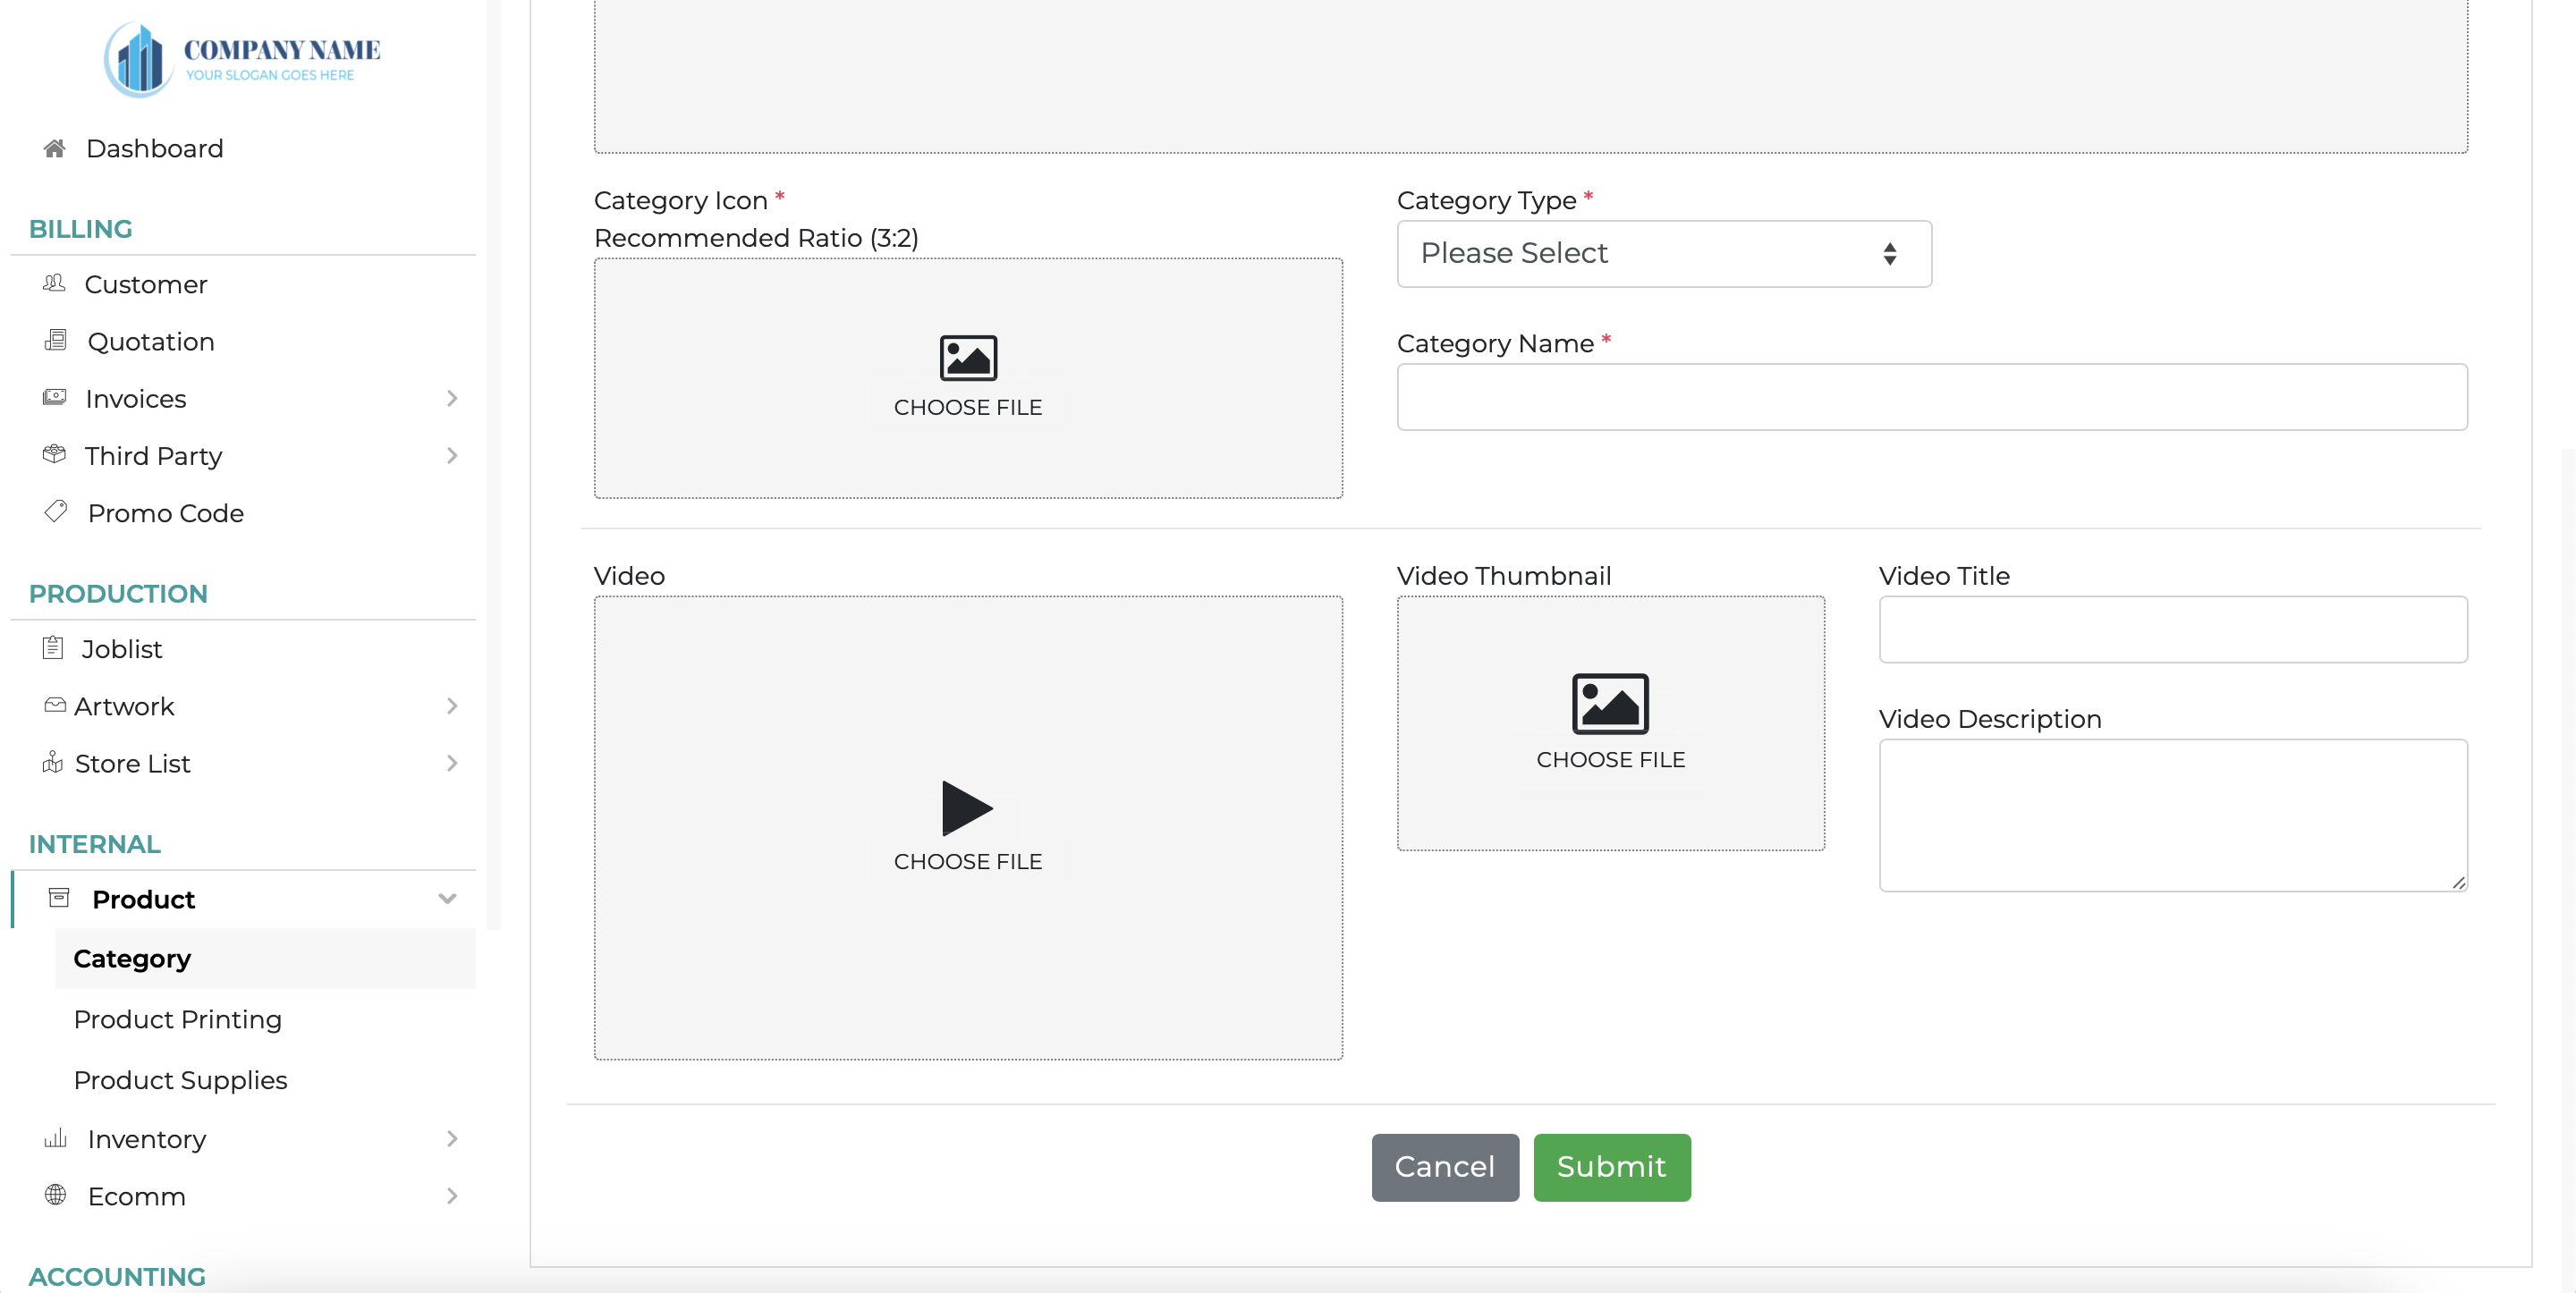 COMPANY NAME
YOUR SLOGAN GOES HERE
Dashboard
BILLING
Customer
Quotation
Invoices
Third Party
Promo Code
PRODUCTION
Joblist
Artwork
Store List
INTERNAL
Product
Category
Product Printing
Product Supplies
Inventory
Ecomm
ACCOUNTING
Category Icon *
Recommended Ratio (3:2)
CHOOSE FILE
Category Type *
Please Select
Category Name *
Video
CHOOSE FILE
Video Thumbnail
CHOOSE FILE
Video Title
Video Description
Cancel
Submit